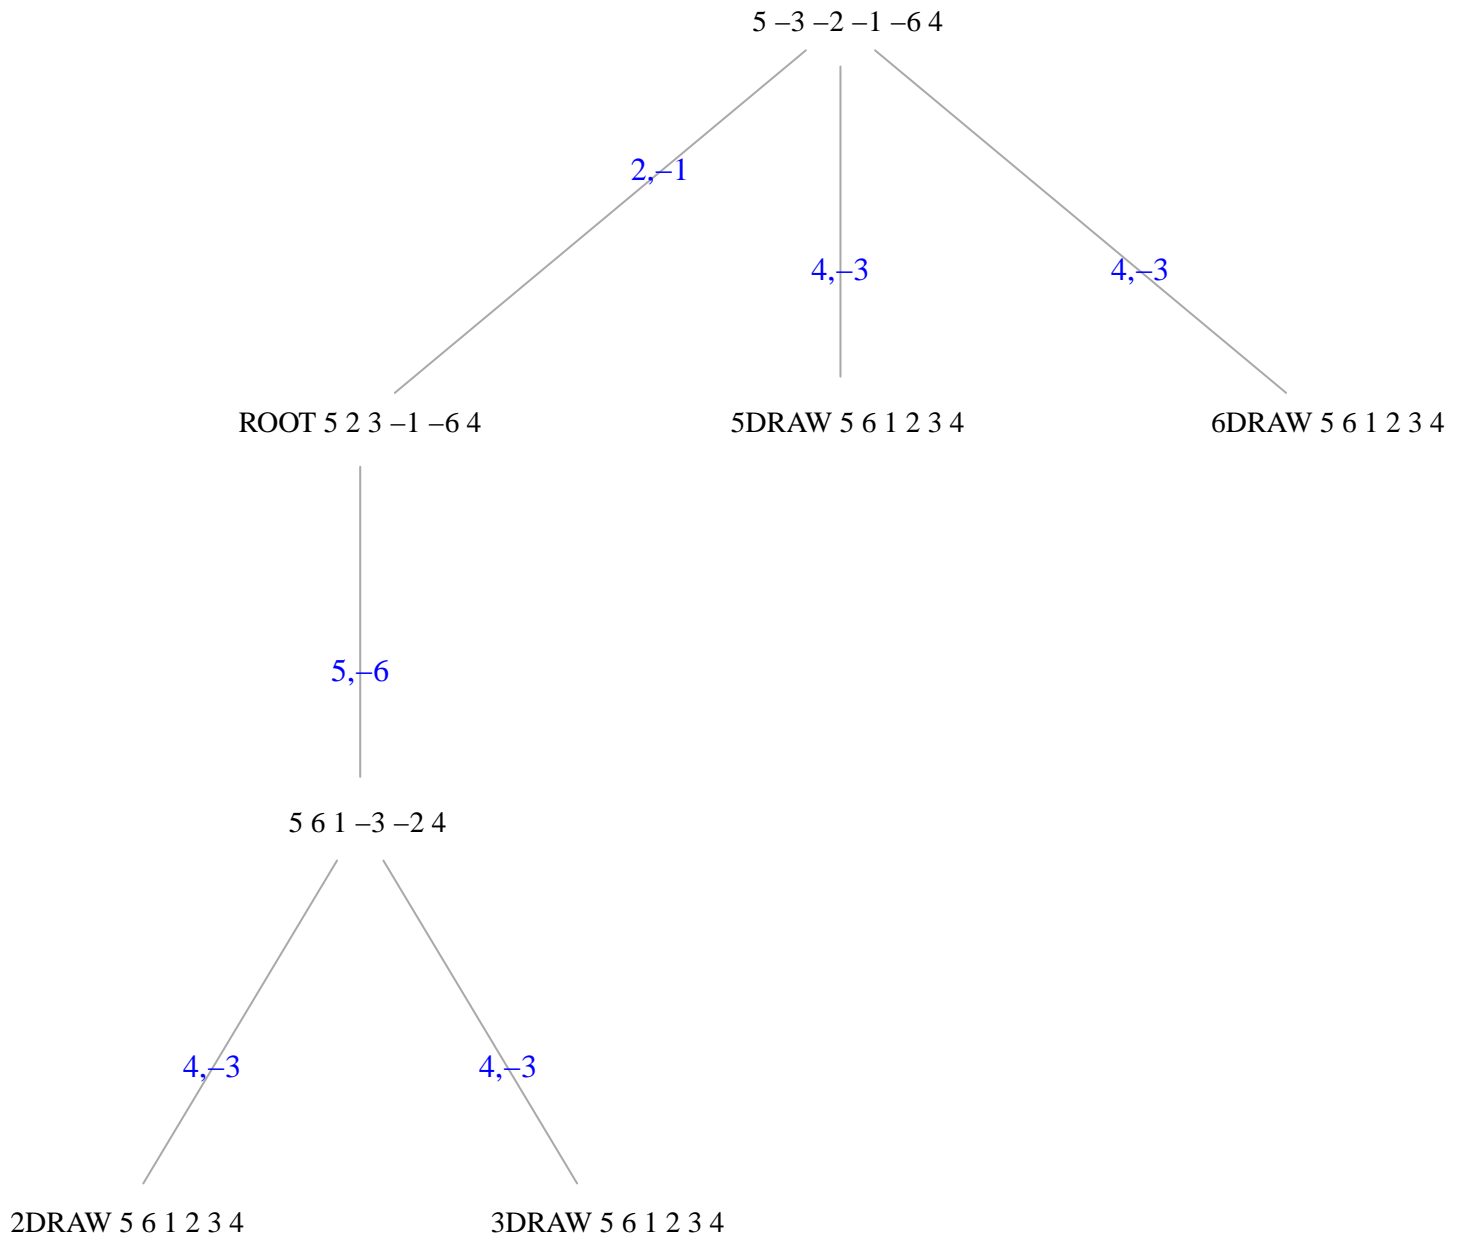 5 –3 –2 –1 –6 4
2,–1
4,–3
4,–3
ROOT 5 2 3 –1 –6 4
5DRAW 5 6 1 2 3 4
6DRAW 5 6 1 2 3 4
5,–6
5 6 1 –3 –2 4
4,–3
4,–3
2DRAW 5 6 1 2 3 4
3DRAW 5 6 1 2 3 4